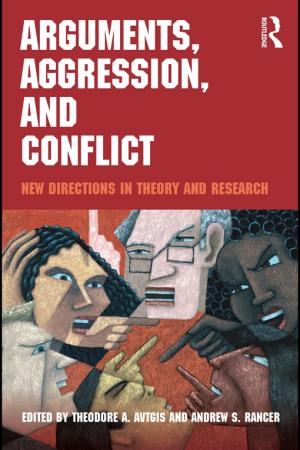 ARGUMENTS,
AGGRESSION,
AND
CONFLICT
ROUTLEDGE
NEW DIRECTIONS IN THEORY AND RESEARCH
EDITED BY THEODORE A. AVTGIS AND ANDREW S. RANCER